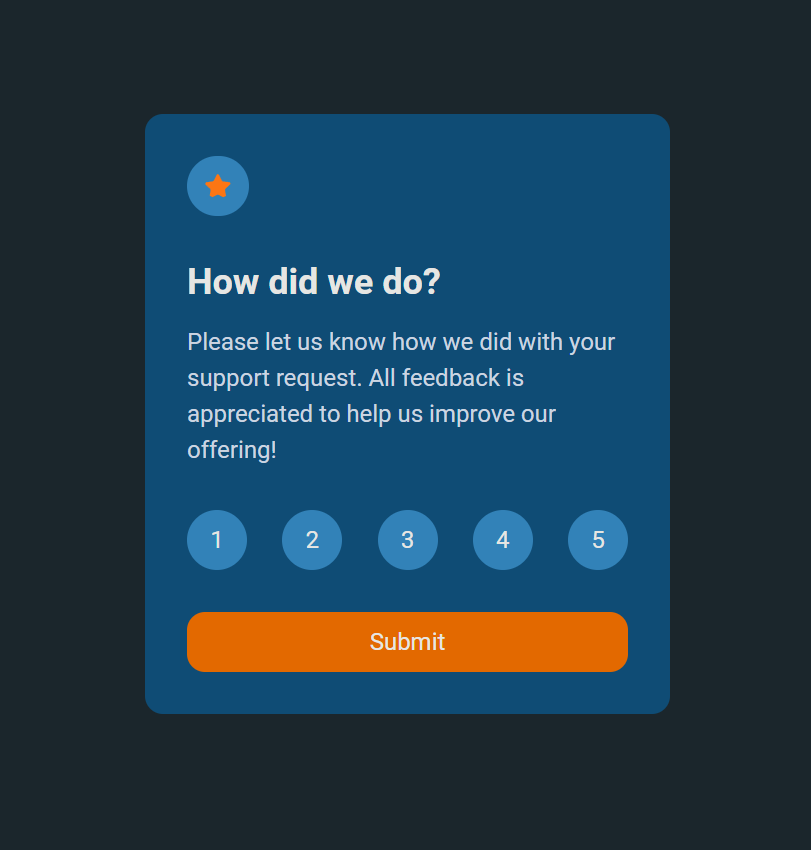 How did we do?
Please let us know how we did with your
support request. All feedback is
appreciated to help us improve our
offering!
1 2 3 4 5
Submit